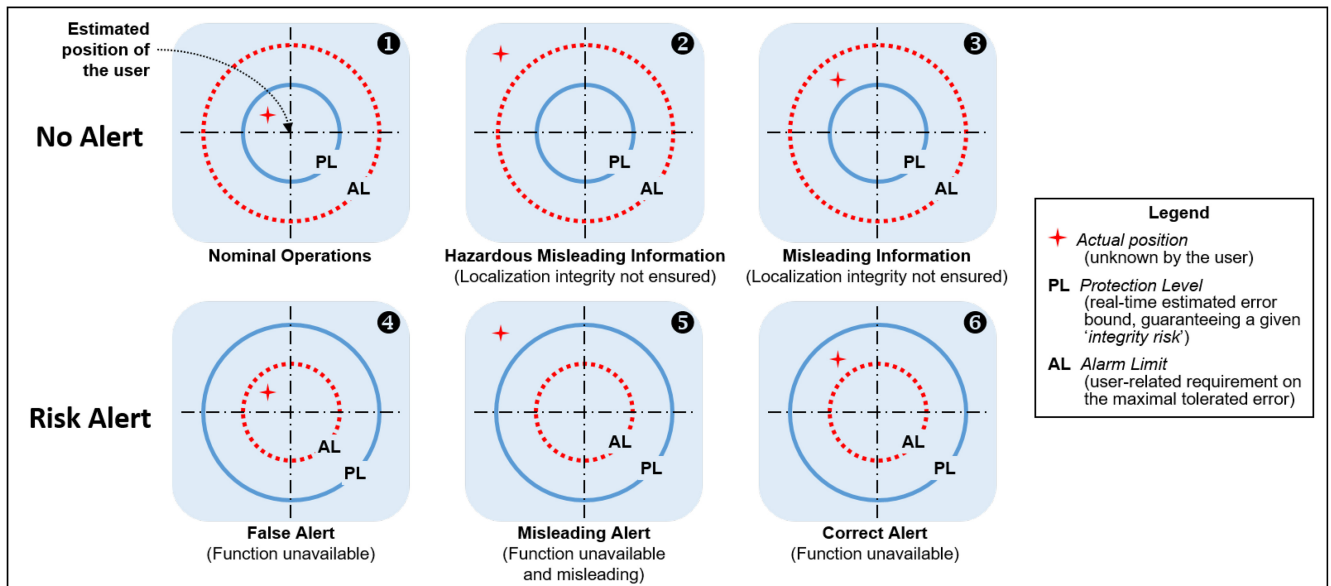 Estimated
position of
the user
No Alert
❶
PL
AL
Nominal Operations
❷
PL
AL
Hazardous Misleading Information
(Localization integrity not ensured)
❸
PL
AL
Misleading Information
(Localization integrity not ensured)
Risk Alert
❹
AL
PL
False Alert
(Function unavailable)
❺
AL
PL
Misleading Alert
(Function unavailable
and misleading)
❻
AL
PL
Correct Alert
(Function unavailable)
Legend
Actual position
(unknown by the user)
PL Protection Level
(real-time estimated error
bound, guaranteeing a given
'integrity risk')
AL Alarm Limit
(user-related requirement on
the maximal tolerated error)